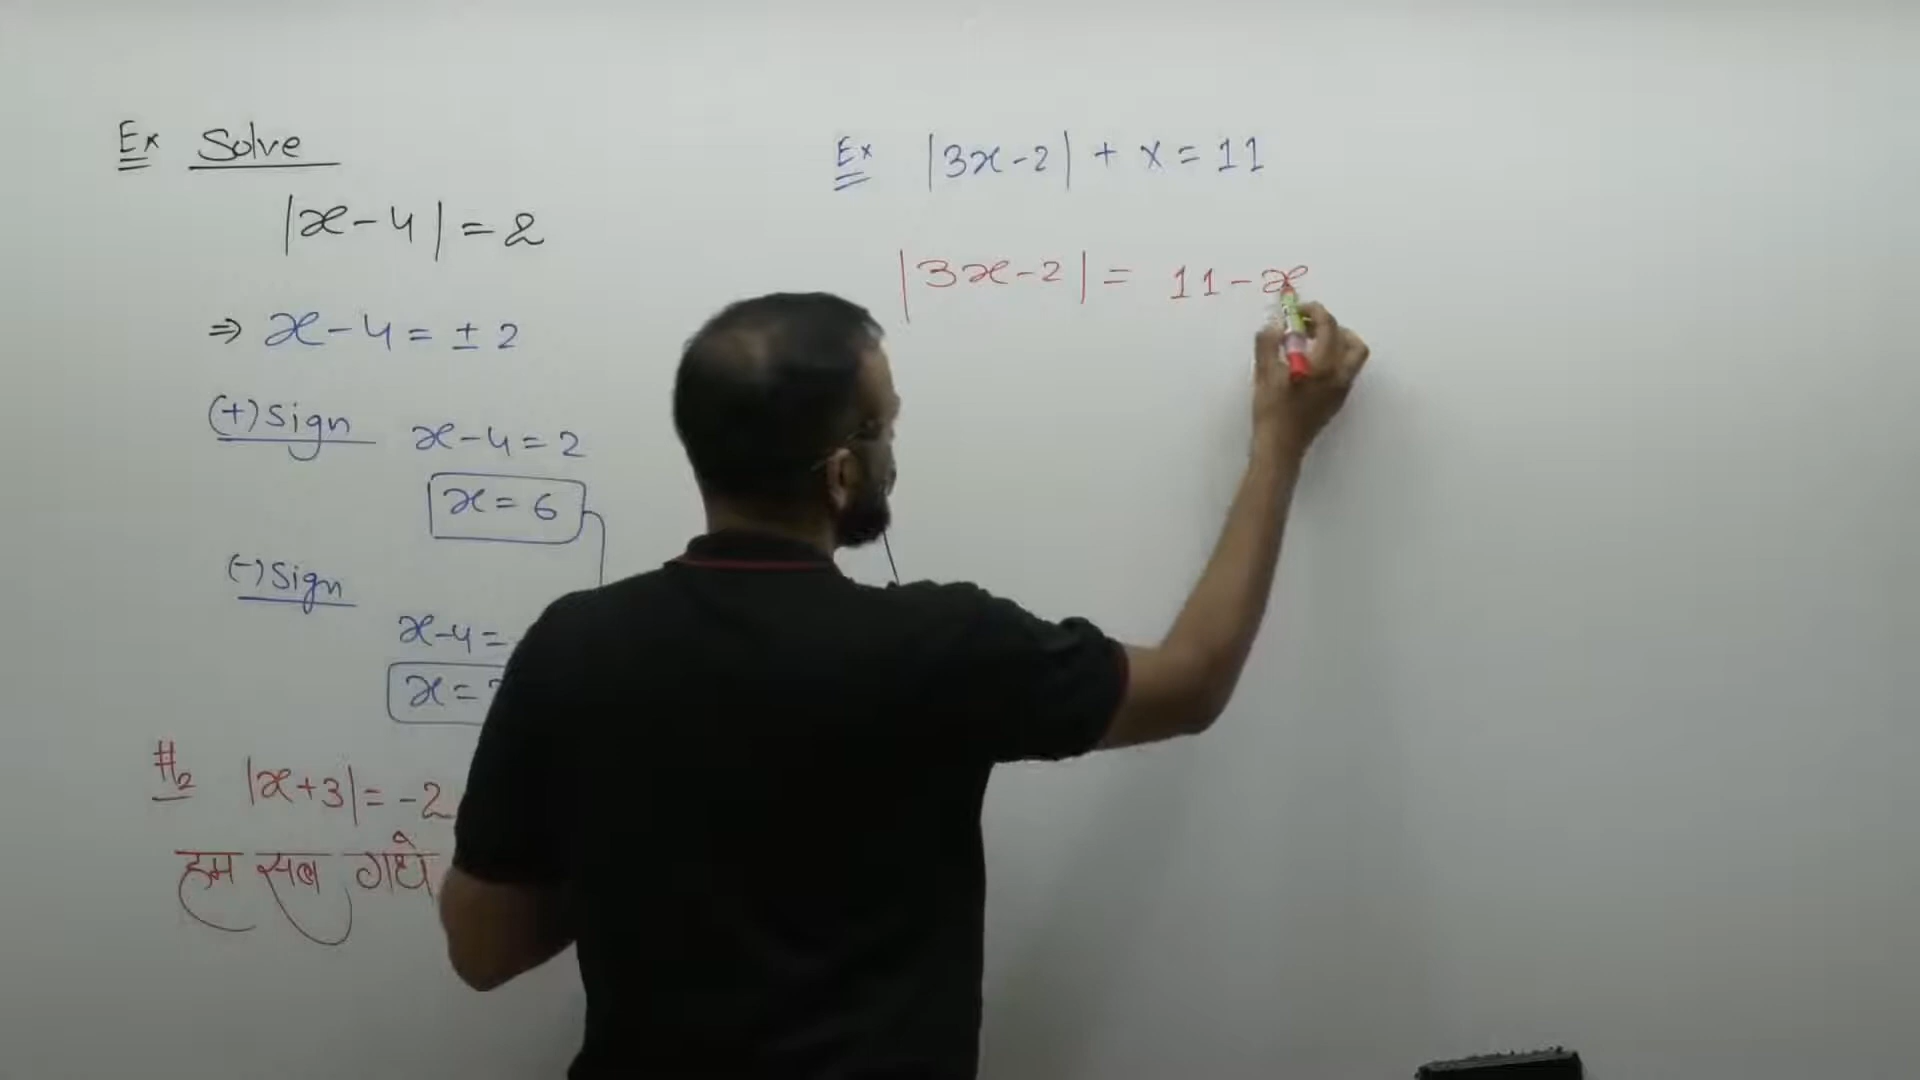 Ex Solve
|x-4| = 2
⇒ x-4 = ± 2
(+) Sign x-4 = 2
x = 6
(-) Sign
x-4 =
x =
#2 |x+3| = -2
हम सब गधे
Ex |3x-2| + x = 11
|3x-2| = 11-x